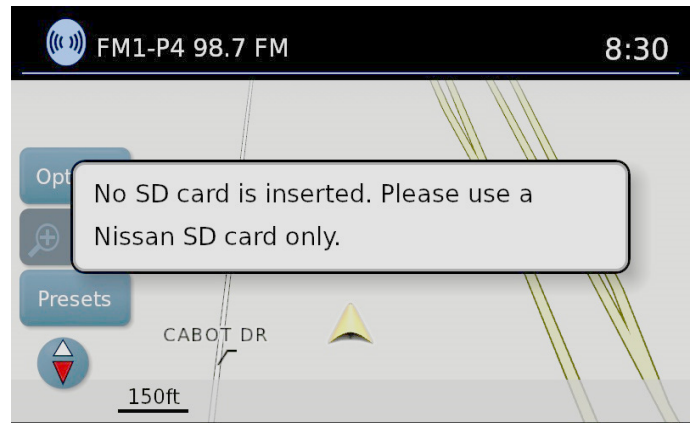 FM1-P4 98.7 FM
8:30
No SD card is inserted. Please use a
Nissan SD card only.
Presets
CABOT DR
150ft